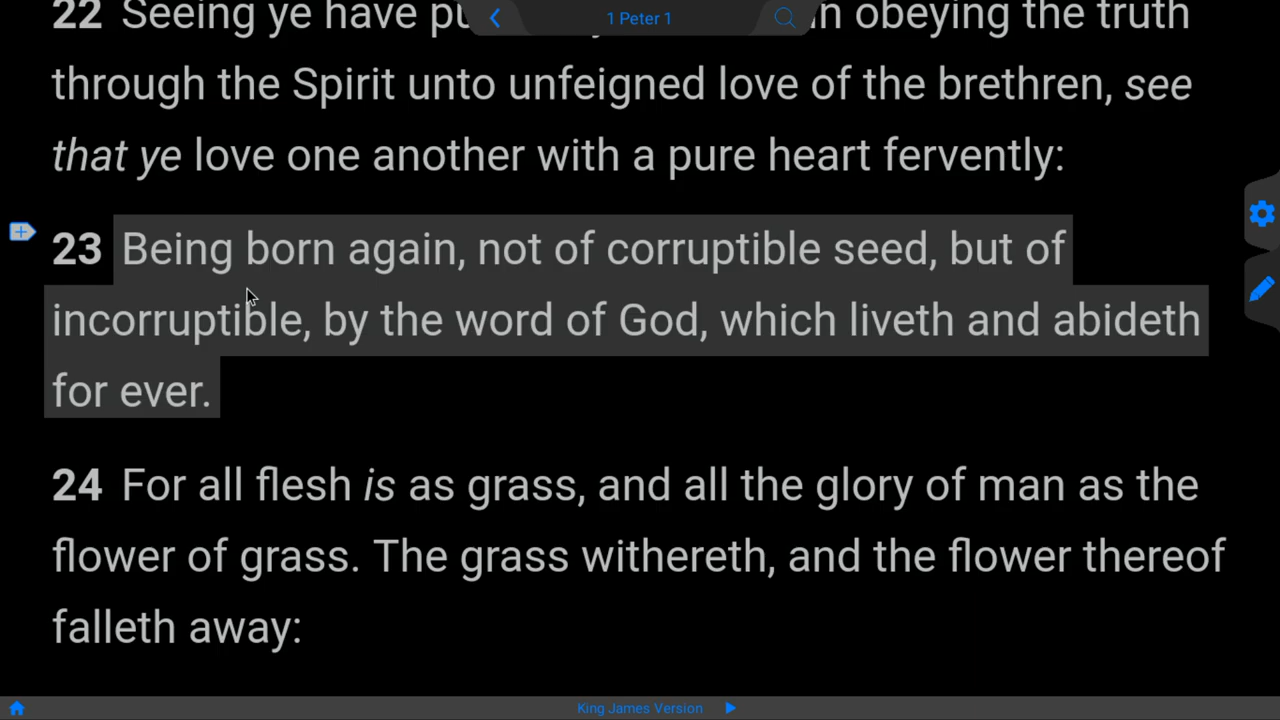 1 Peter 1
22 Seeing ye have in obeying the truth
through the Spirit unto unfeigned love of the brethren, see
that ye love one another with a pure heart fervently:
23 Being born again, not of corruptible seed, but of
incorruptible, by the word of God, which liveth and abideth
for ever.
24 For all flesh is as grass, and all the glory of man as the
flower of grass. The grass withereth, and the flower thereof
falleth away:
King James Version